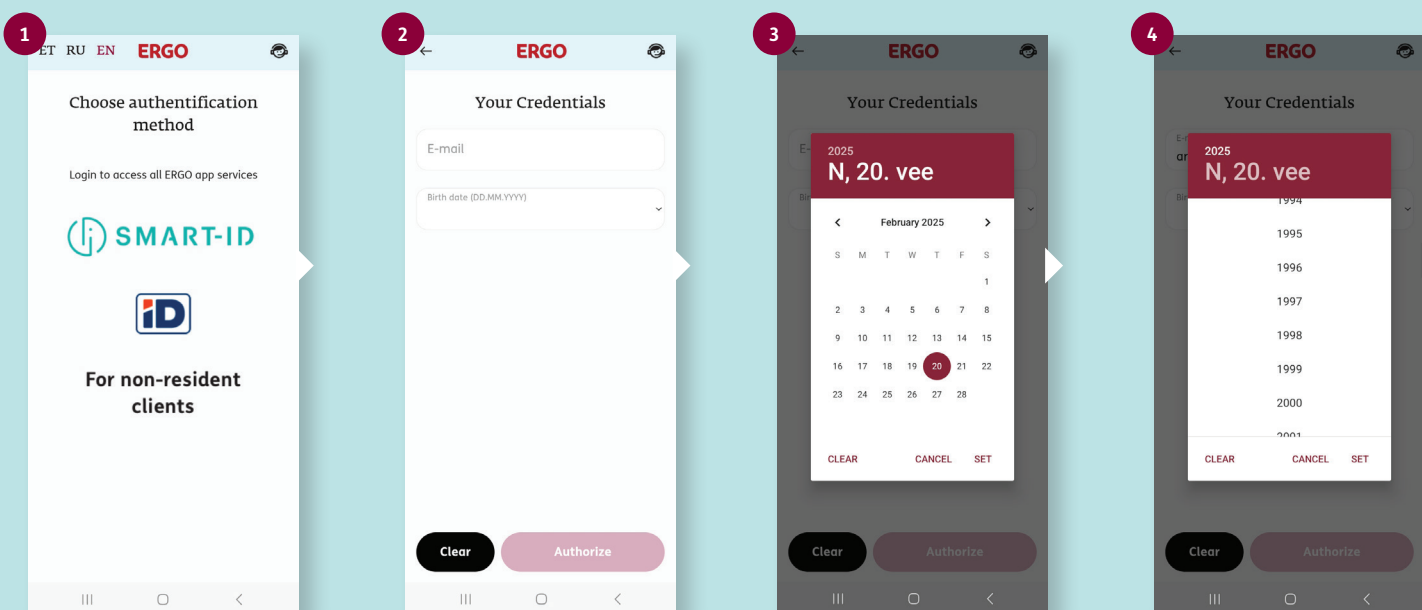 1
ET RU EN ERGO
Choose authentification
method
Login to access all ERGO app services
SMART-ID
iD
For non-resident
clients
2
ERGO
Your Credentials
E-mail
Birth date (DD.MM.YYYY)
Clear Authorize
3
ERGO
Your Credentials
E-
2025
N, 20. vee
Bir
February 2025
S M T W T F S
1
2 3 4 5 6 7 8
9 10 11 12 13 14 15
16 17 18 19 20 21 22
23 24 25 26 27 28
CLEAR CANCEL SET
Clear Authorize
4
ERGO
Your Credentials
2025
N, 20. vee
1994
1995
1996
1997
1998
1999
2000
2001
CLEAR CANCEL SET
Clear Authorize